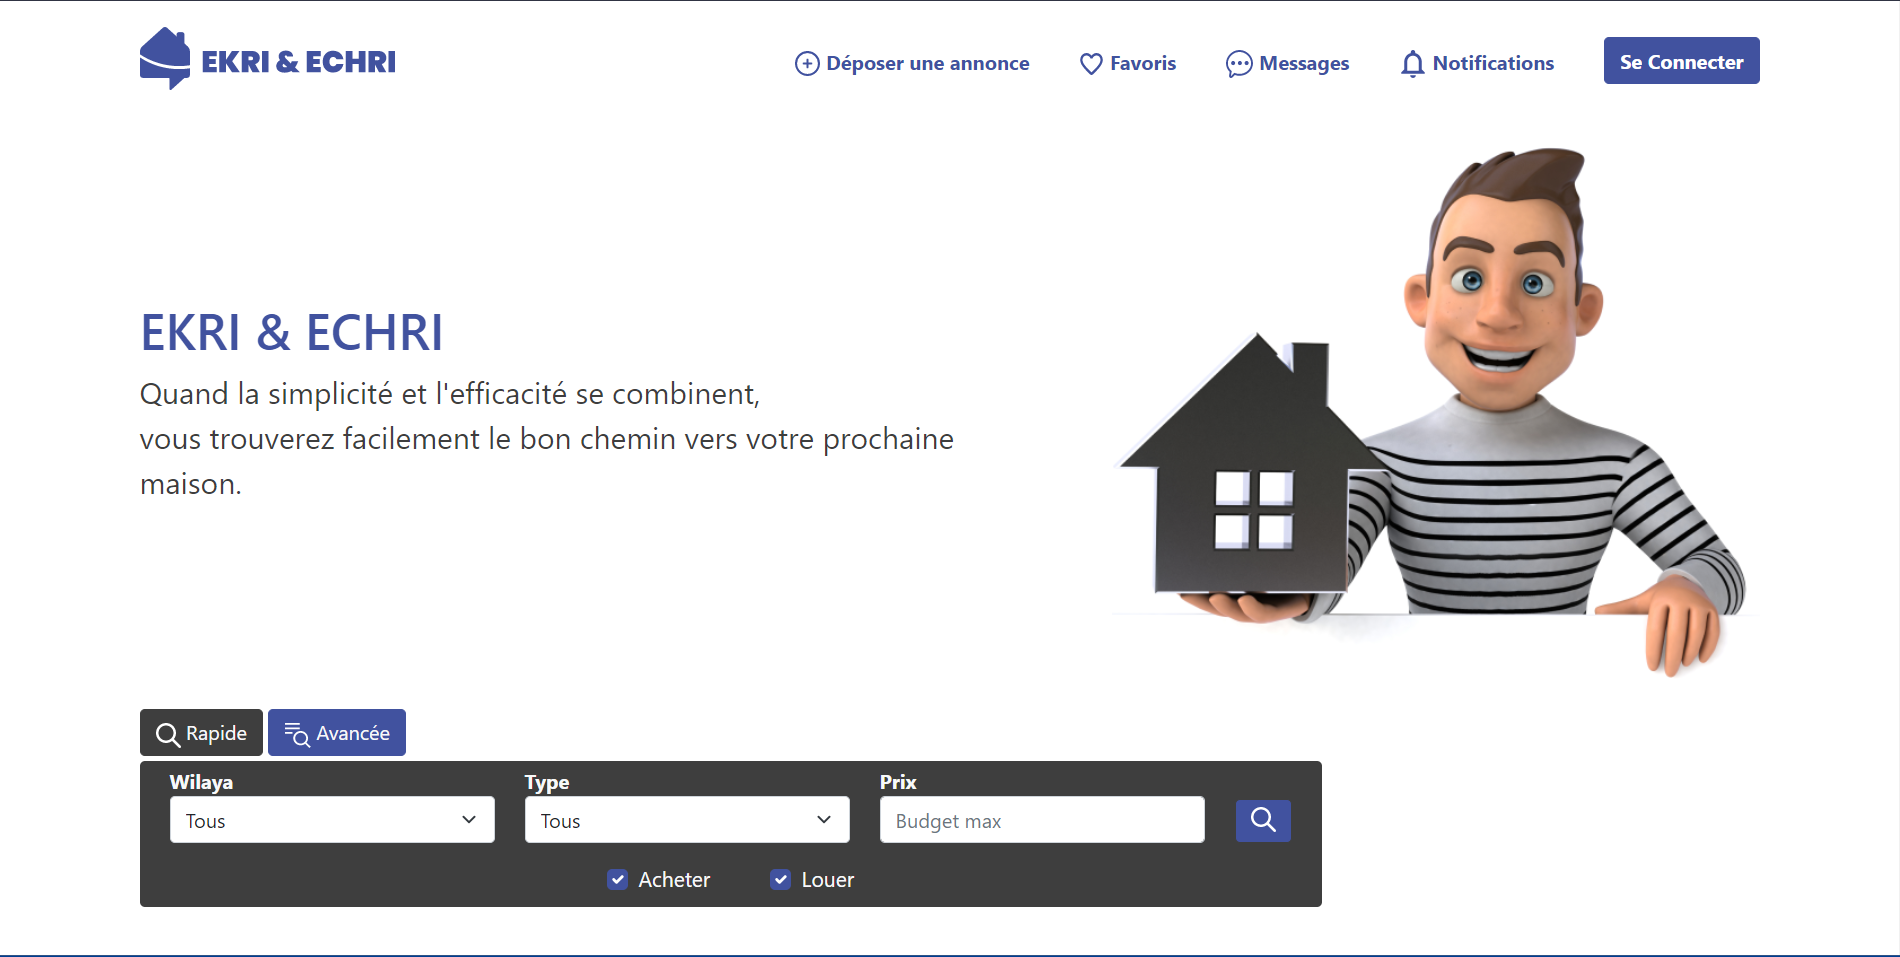 EKRI & ECHRI
Déposer une annonce
Favoris
Messages
Notifications
Se Connecter
EKRI & ECHRI
Quand la simplicité et l'efficacité se combinent,
vous trouverez facilement le bon chemin vers votre prochaine
maison.
Rapide
Avancée
Wilaya
Type
Prix
Tous
Tous
Budget max
Acheter
Louer